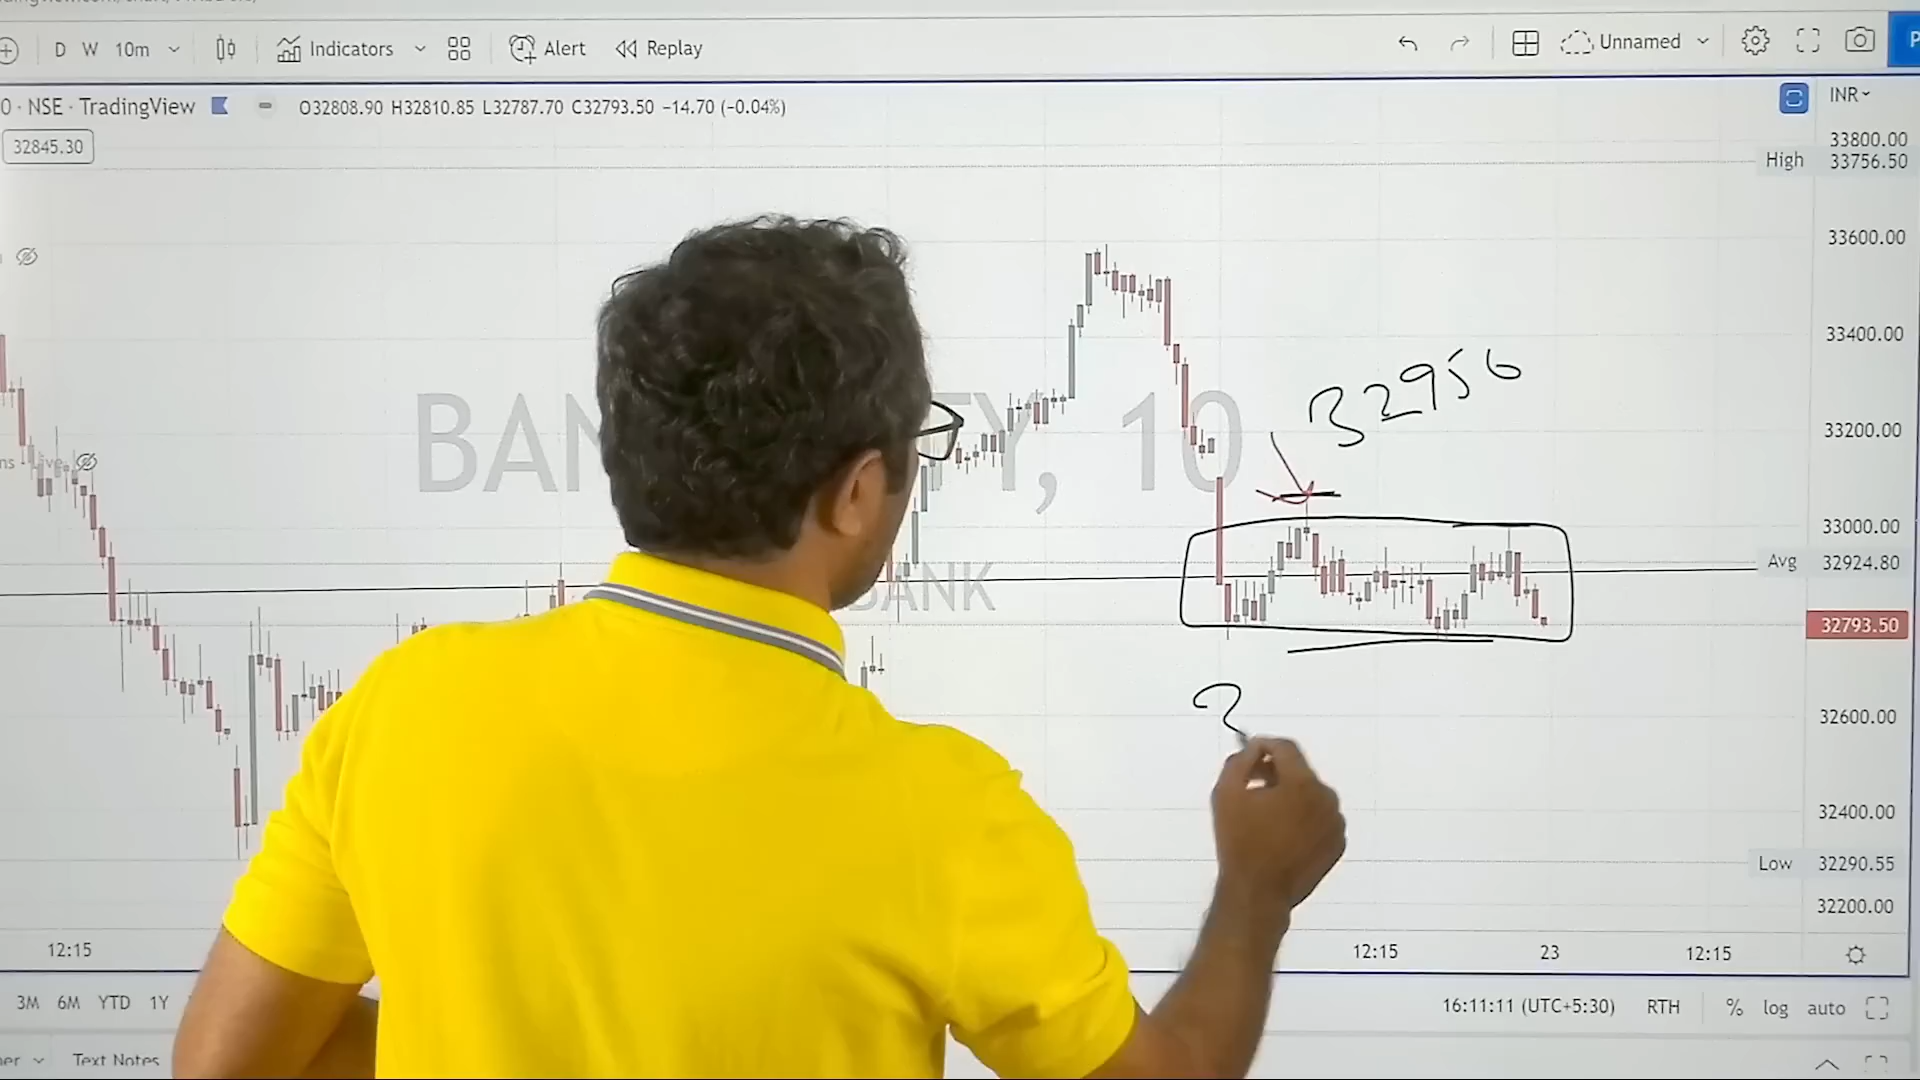 D W 10m Indicators Alert Replay Unnamed
0 · NSE · TradingView O32808.90 H32810.85 L32787.70 C32793.50 −14.70 (−0.04%) INR
32845.30
33800.00
High 33756.50
33600.00
33400.00
32956
33200.00
10
33000.00
Avg 32924.80
BANK
32793.50
32600.00
32400.00
Low 32290.55
32200.00
12:15 12:15 23 12:15
3M 6M YTD 1Y 16:11:11 (UTC+5:30) RTH % log auto
Text Notes